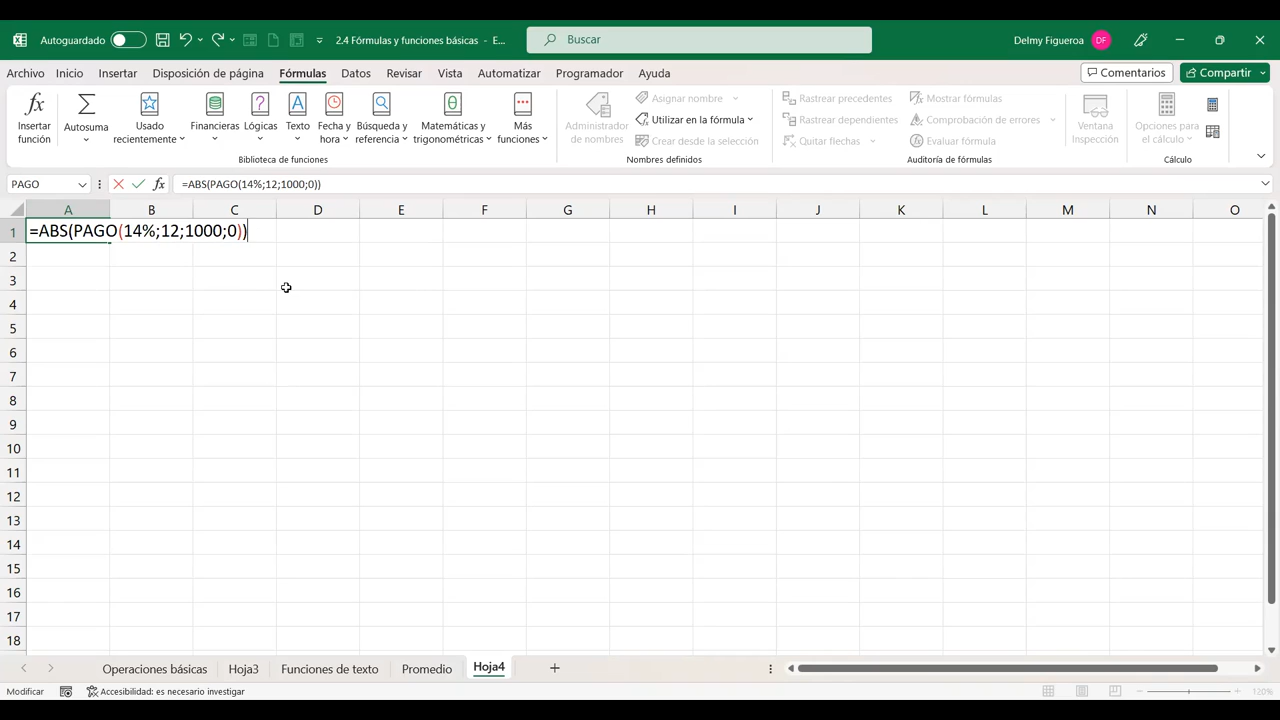 Autoguardado
2.4 Fórmulas y funciones básicas - E...
Buscar
Delmy Figueroa
DF
Archivo Inicio Insertar Disposición de página Fórmulas Datos Revisar Vista Automatizar Programador Ayuda
Comentarios
Compartir
Insertar función
Autosuma
Usado recientemente
Financieras
Lógicas
Texto
Fecha y hora
Búsqueda y referencia
Matemáticas y trigonométricas
Más funciones
Biblioteca de funciones
Administrador de nombres
Asignar nombre
Utilizar en la fórmula
Crear desde la selección
Nombres definidos
Rastrear precedentes
Rastrear dependientes
Quitar flechas
Mostrar fórmulas
Comprobación de errores
Evaluar fórmula
Auditoría de fórmulas
Ventana Inspección
Opciones para el cálculo
Cálculo
PAGO
fx
=ABS(PAGO(14%;12;1000;0))
A B C D E F G H I J K L M N O
1 =ABS(PAGO(14%;12;1000;0))
2
3
4
5
6
7
8
9
10
11
12
13
14
15
16
17
18
Operaciones básicas Hoja3 Funciones de texto Promedio Hoja4
Modificar
Accesibilidad: es necesario investigar
120%